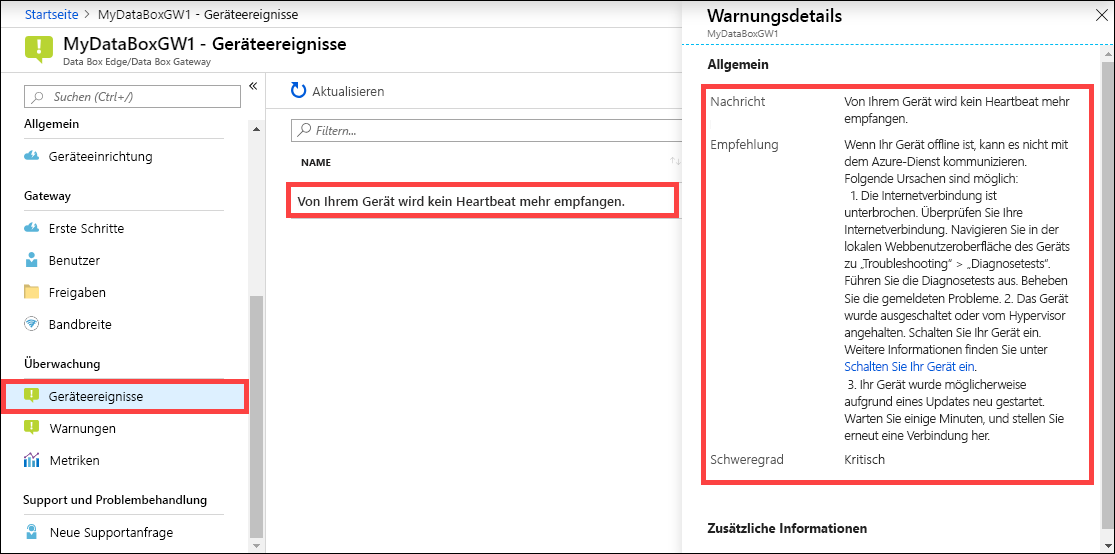 Startseite > MyDataBoxGW1 - Geräteereignisse
MyDataBoxGW1 - Geräteereignisse
Data Box Edge/Data Box Gateway
Suchen (Ctrl+/)
«
Allgemein
Geräteeinrichtung
Gateway
Erste Schritte
Benutzer
Freigaben
Bandbreite
Überwachung
Geräteereignisse
Warnungen
Metriken
Support und Problembehandlung
Neue Supportanfrage
Aktualisieren
Filtern...
NAME
Von Ihrem Gerät wird kein Heartbeat mehr empfangen.
Warnungsdetails
MyDataBoxGW1
Allgemein
Nachricht
Von Ihrem Gerät wird kein Heartbeat mehr
empfangen.
Empfehlung
Wenn Ihr Gerät offline ist, kann es nicht mit
dem Azure-Dienst kommunizieren.
Folgende Ursachen sind möglich:
1. Die Internetverbindung ist
unterbrochen. Überprüfen Sie Ihre
Internetverbindung. Navigieren Sie in der
lokalen Webbenutzeroberfläche des Geräts
zu „Troubleshooting“ > „Diagnosetests“.
Führen Sie die Diagnosetests aus. Beheben
Sie die gemeldeten Probleme. 2. Das Gerät
wurde ausgeschaltet oder vom Hypervisor
angehalten. Schalten Sie Ihr Gerät ein.
Weitere Informationen finden Sie unter
Schalten Sie Ihr Gerät ein.
3. Ihr Gerät wurde möglicherweise
aufgrund eines Updates neu gestartet.
Warten Sie einige Minuten, und stellen Sie
erneut eine Verbindung her.
Schweregrad
Kritisch
Zusätzliche Informationen